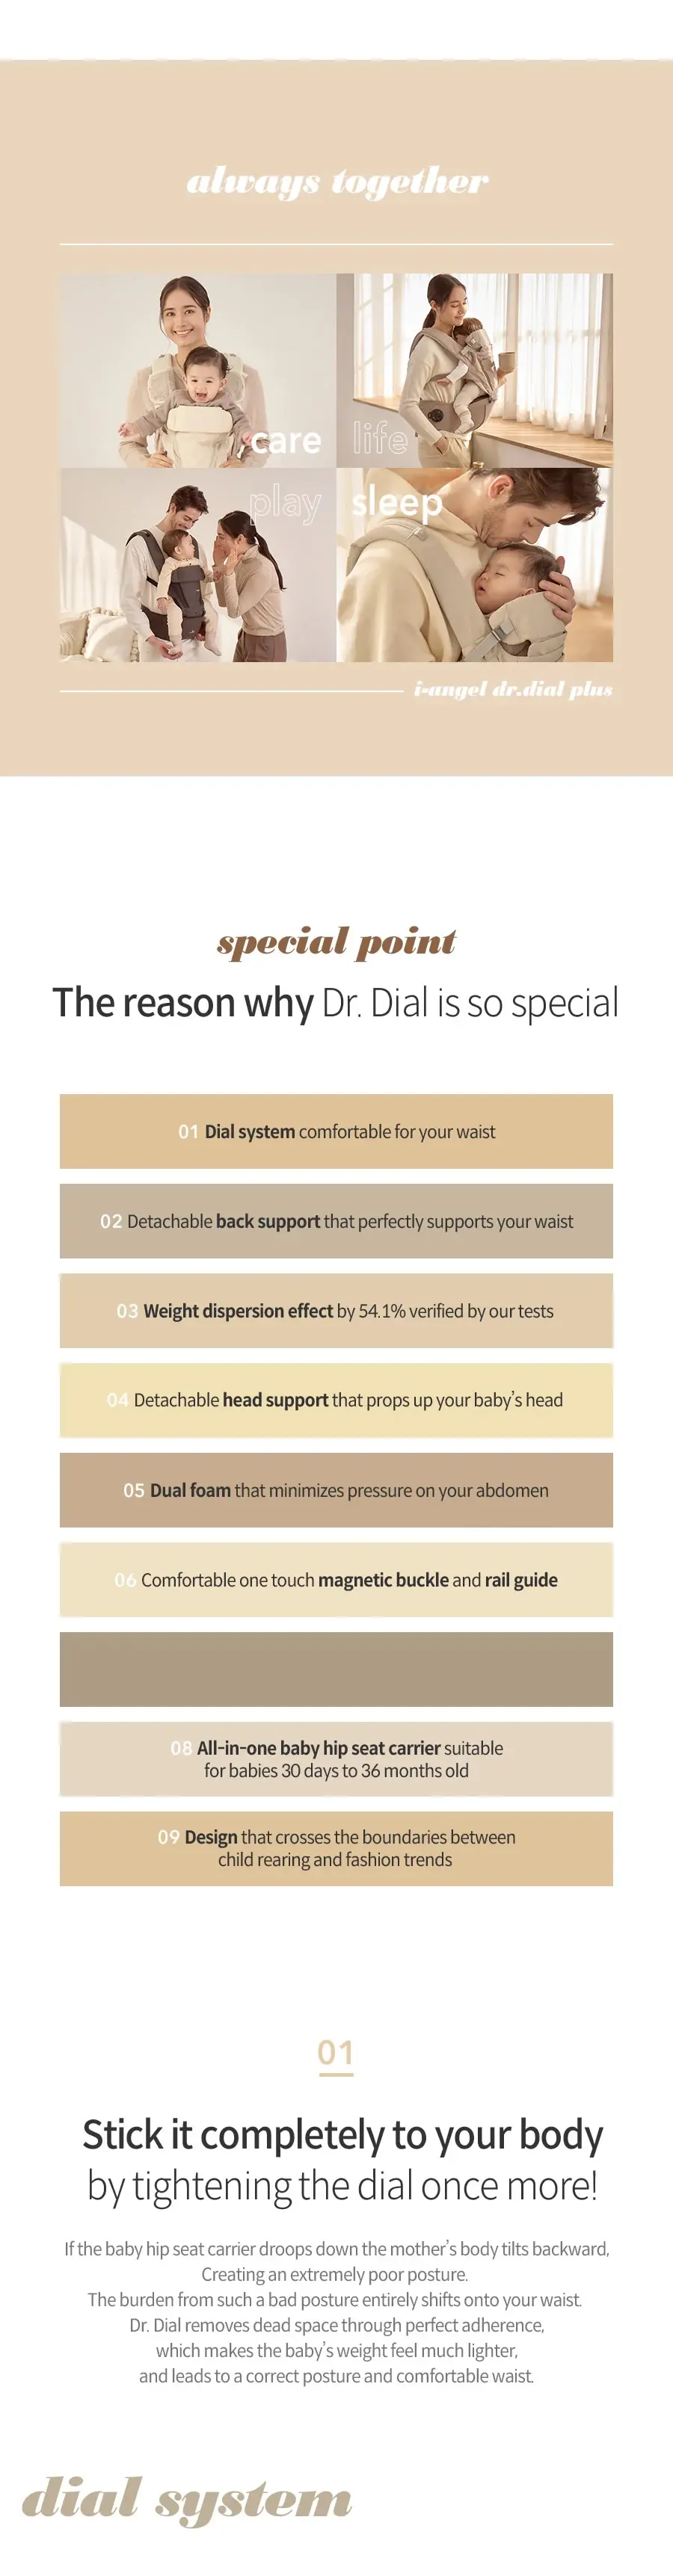 always together
care
life
play
sleep
i-angel dr.dial plus
special point
The reason why Dr. Dial is so special
01 Dial system comfortable for your waist
02 Detachable back support that perfectly supports your waist
03 Weight dispersion effect by 54.1% verified by our tests
04 Detachable head support that props up your baby's head
05 Dual foam that minimizes pressure on your abdomen
06 Comfortable one touch magnetic buckle and rail guide
08 All-in-one baby hip seat carrier suitable
for babies 30 days to 36 months old
09 Design that crosses the boundaries between
child rearing and fashion trends
01
Stick it completely to your body
by tightening the dial once more!
If the baby hip seat carrier droops down the mother's body tilts backward,
Creating an extremely poor posture.
The burden from such a bad posture entirely shifts onto your waist.
Dr. Dial removes dead space through perfect adherence,
which makes the baby's weight feel much lighter,
and leads to a correct posture and comfortable waist.
dial system